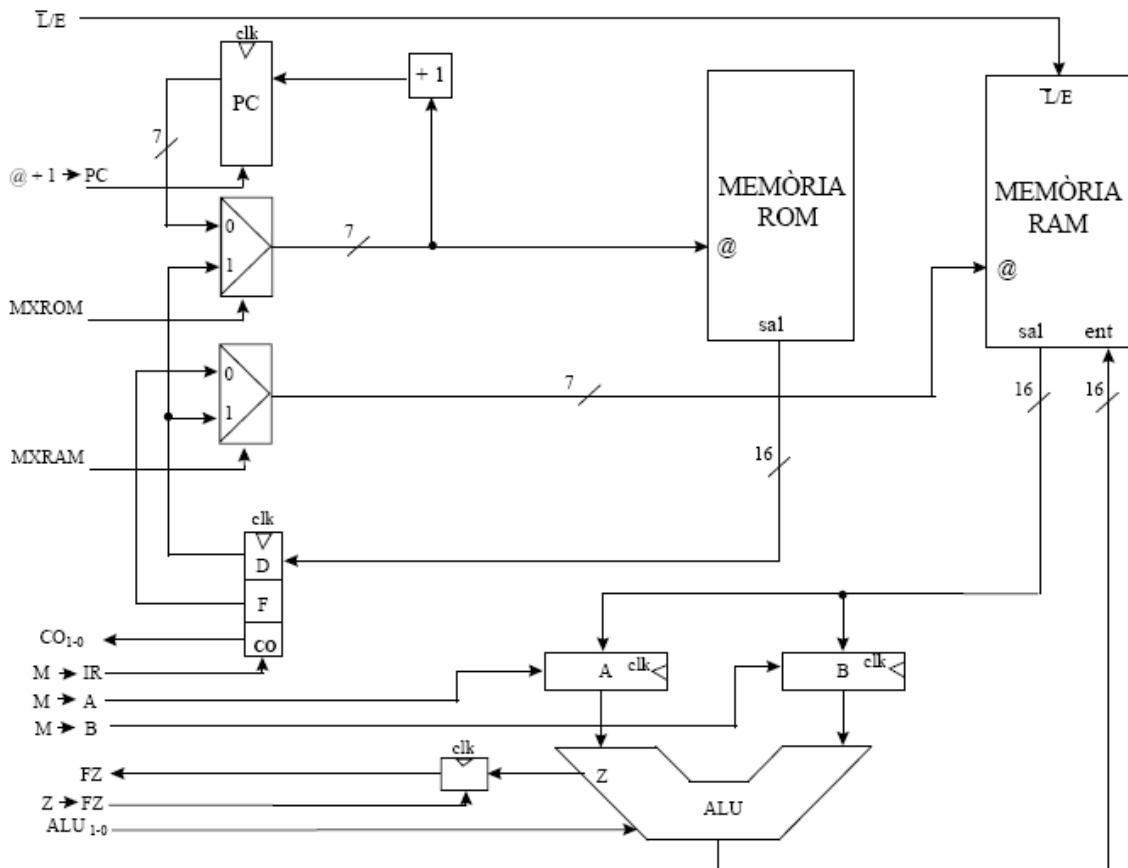 L̅/E
clk
+ 1
PC
7
@ + 1 → PC
0
1
7
MXROM
MEMÒRIA
ROM
@
sal
L̅/E
MEMÒRIA
RAM
@
sal
ent
16
16
0
1
7
MXRAM
16
clk
D
F
CO
CO1-0
M → IR
M → A
M → B
A
clk
B
clk
clk
FZ
Z → FZ
ALU 1-0
Z
ALU